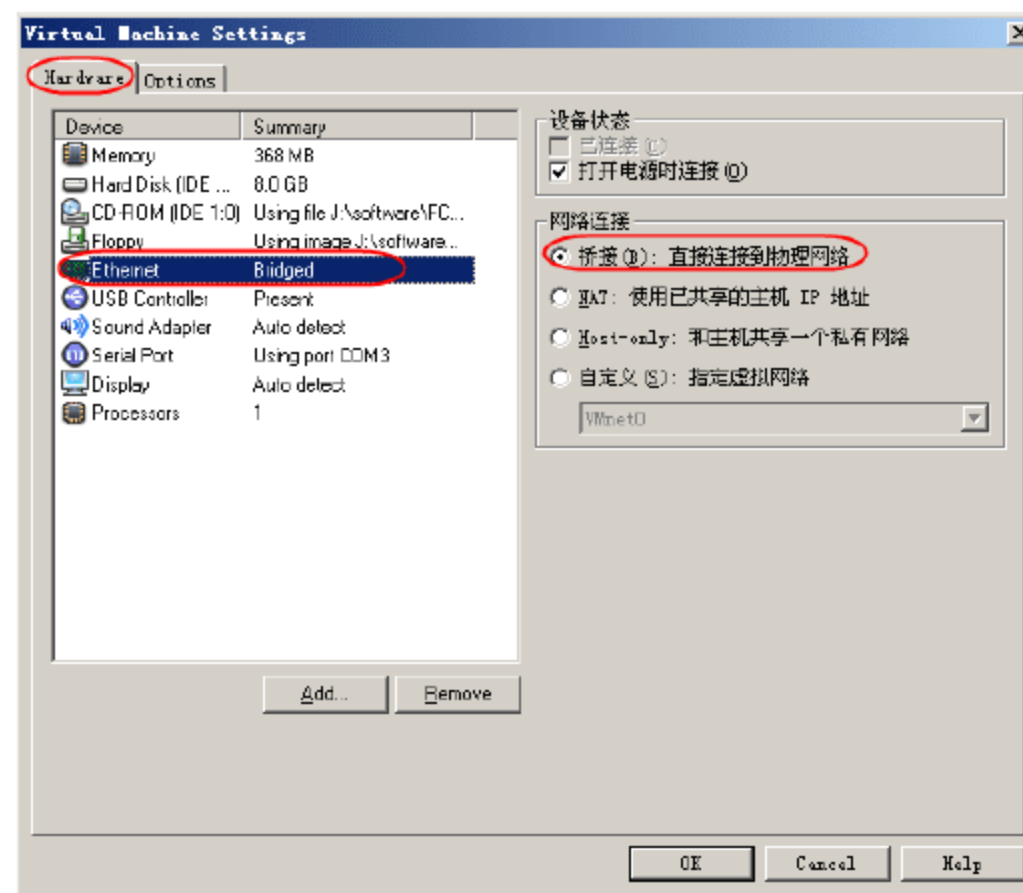 Virtual Machine Settings
Hardware Options
Device Summary
Memory 368 MB
Hard Disk (IDE ... 8.0 GB
CD-ROM (IDE 1:0) Using file J:\software\FC...
Floppy Using image J:\software...
Ethernet Bridged
USB Controller Present
Sound Adapter Auto detect
Serial Port Using port COM3
Display Auto detect
Processors 1
Add... Remove
设备状态
已连接(C)
打开电源时连接(O)
网络连接
桥接(B): 直接连接到物理网络
NAT: 使用已共享的主机 IP 地址
Host-only: 和主机共享一个私有网络
自定义(S): 指定虚拟网络
VMnet0
OK Cancel Help